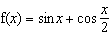 f(x) = sin x + cos x/2